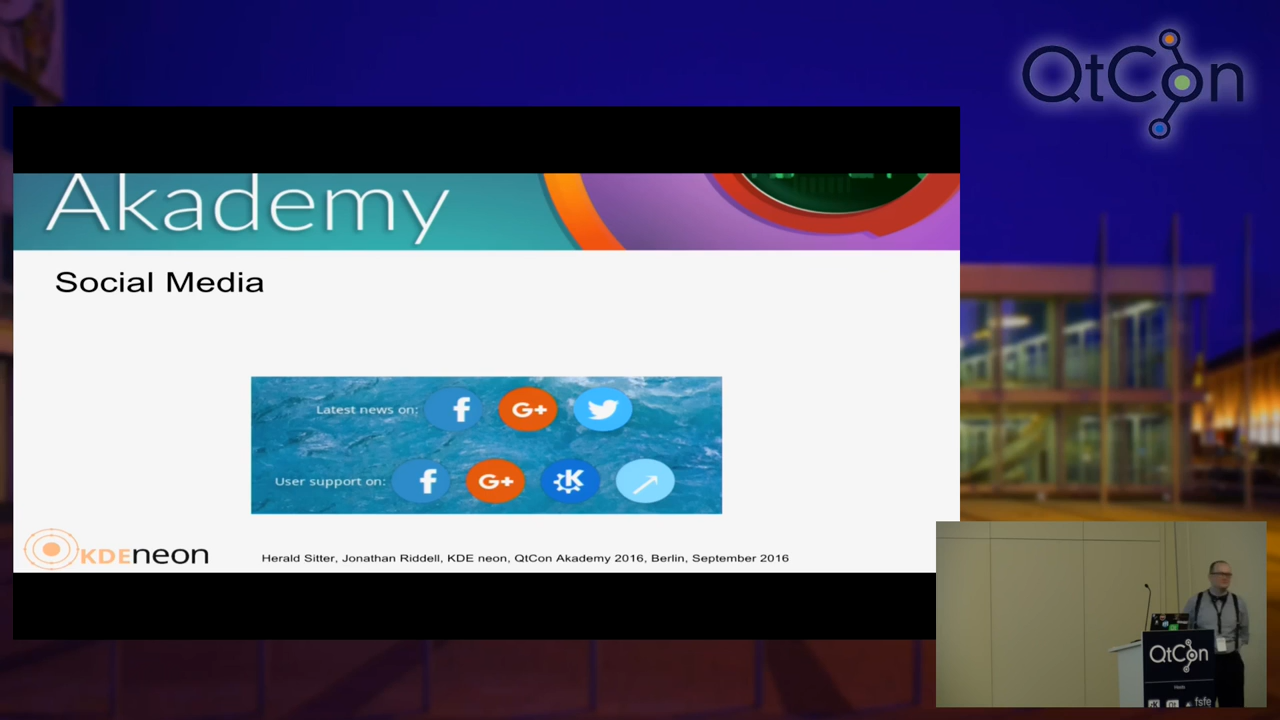 QtCon
Akademy
Social Media
Latest news on:
f
G+
User support on:
f
G+
K
KDEneon
Herald Sitter, Jonathan Riddell, KDE neon, QtCon Akademy 2016, Berlin, September 2016
QtCon
fsfe